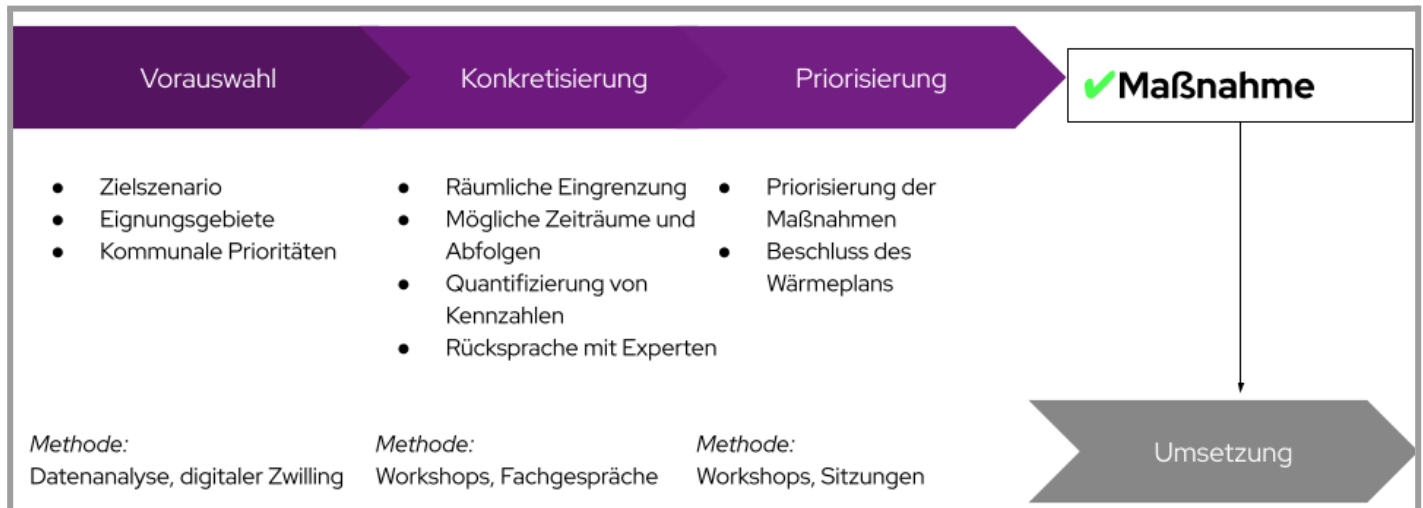 Vorauswahl
Konkretisierung
Priorisierung
✔Maßnahme
● Zielszenario
● Eignungsgebiete
● Kommunale Prioritäten
● Räumliche Eingrenzung
● Mögliche Zeiträume und
Abfolgen
● Quantifizierung von
Kennzahlen
● Rücksprache mit Experten
● Priorisierung der
Maßnahmen
● Beschluss des
Wärmeplans
Methode:
Datenanalyse, digitaler Zwilling
Methode:
Workshops, Fachgespräche
Methode:
Workshops, Sitzungen
Umsetzung